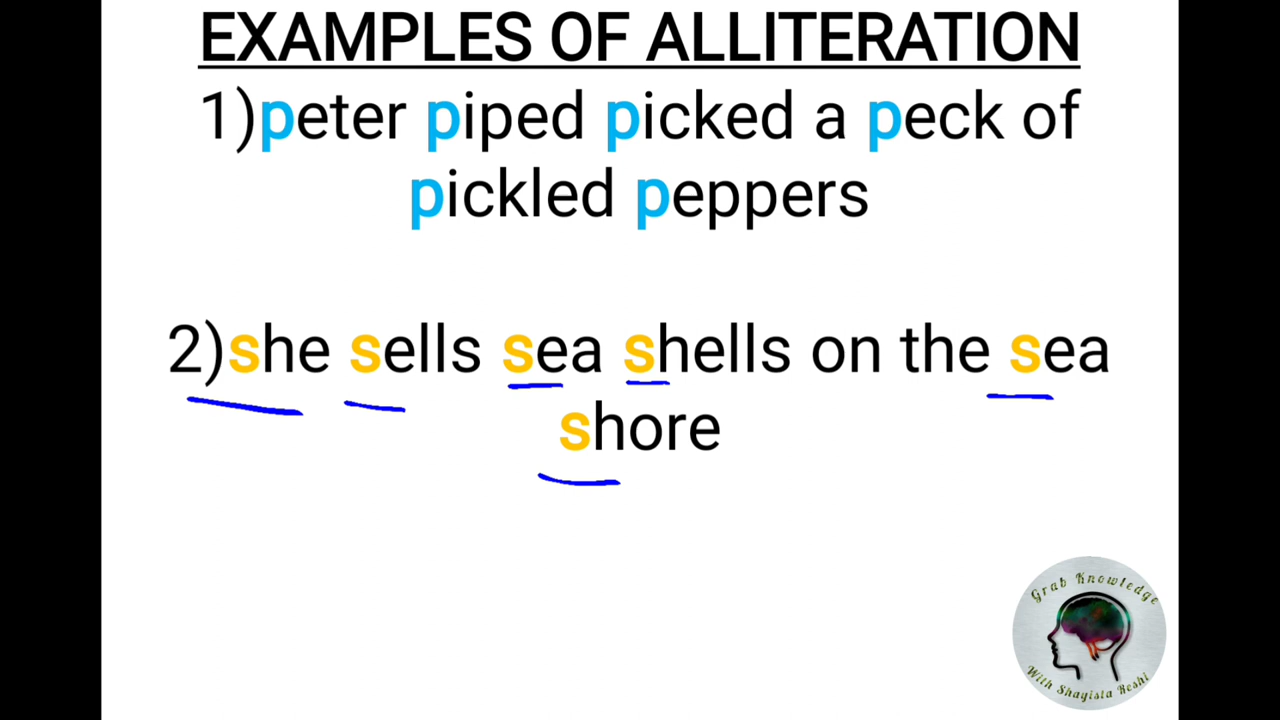 EXAMPLES OF ALLITERATION
1)peter piped picked a peck of
pickled peppers
2)she sells sea shells on the sea
shore
Grab Knowledge
With Shayista Reshi